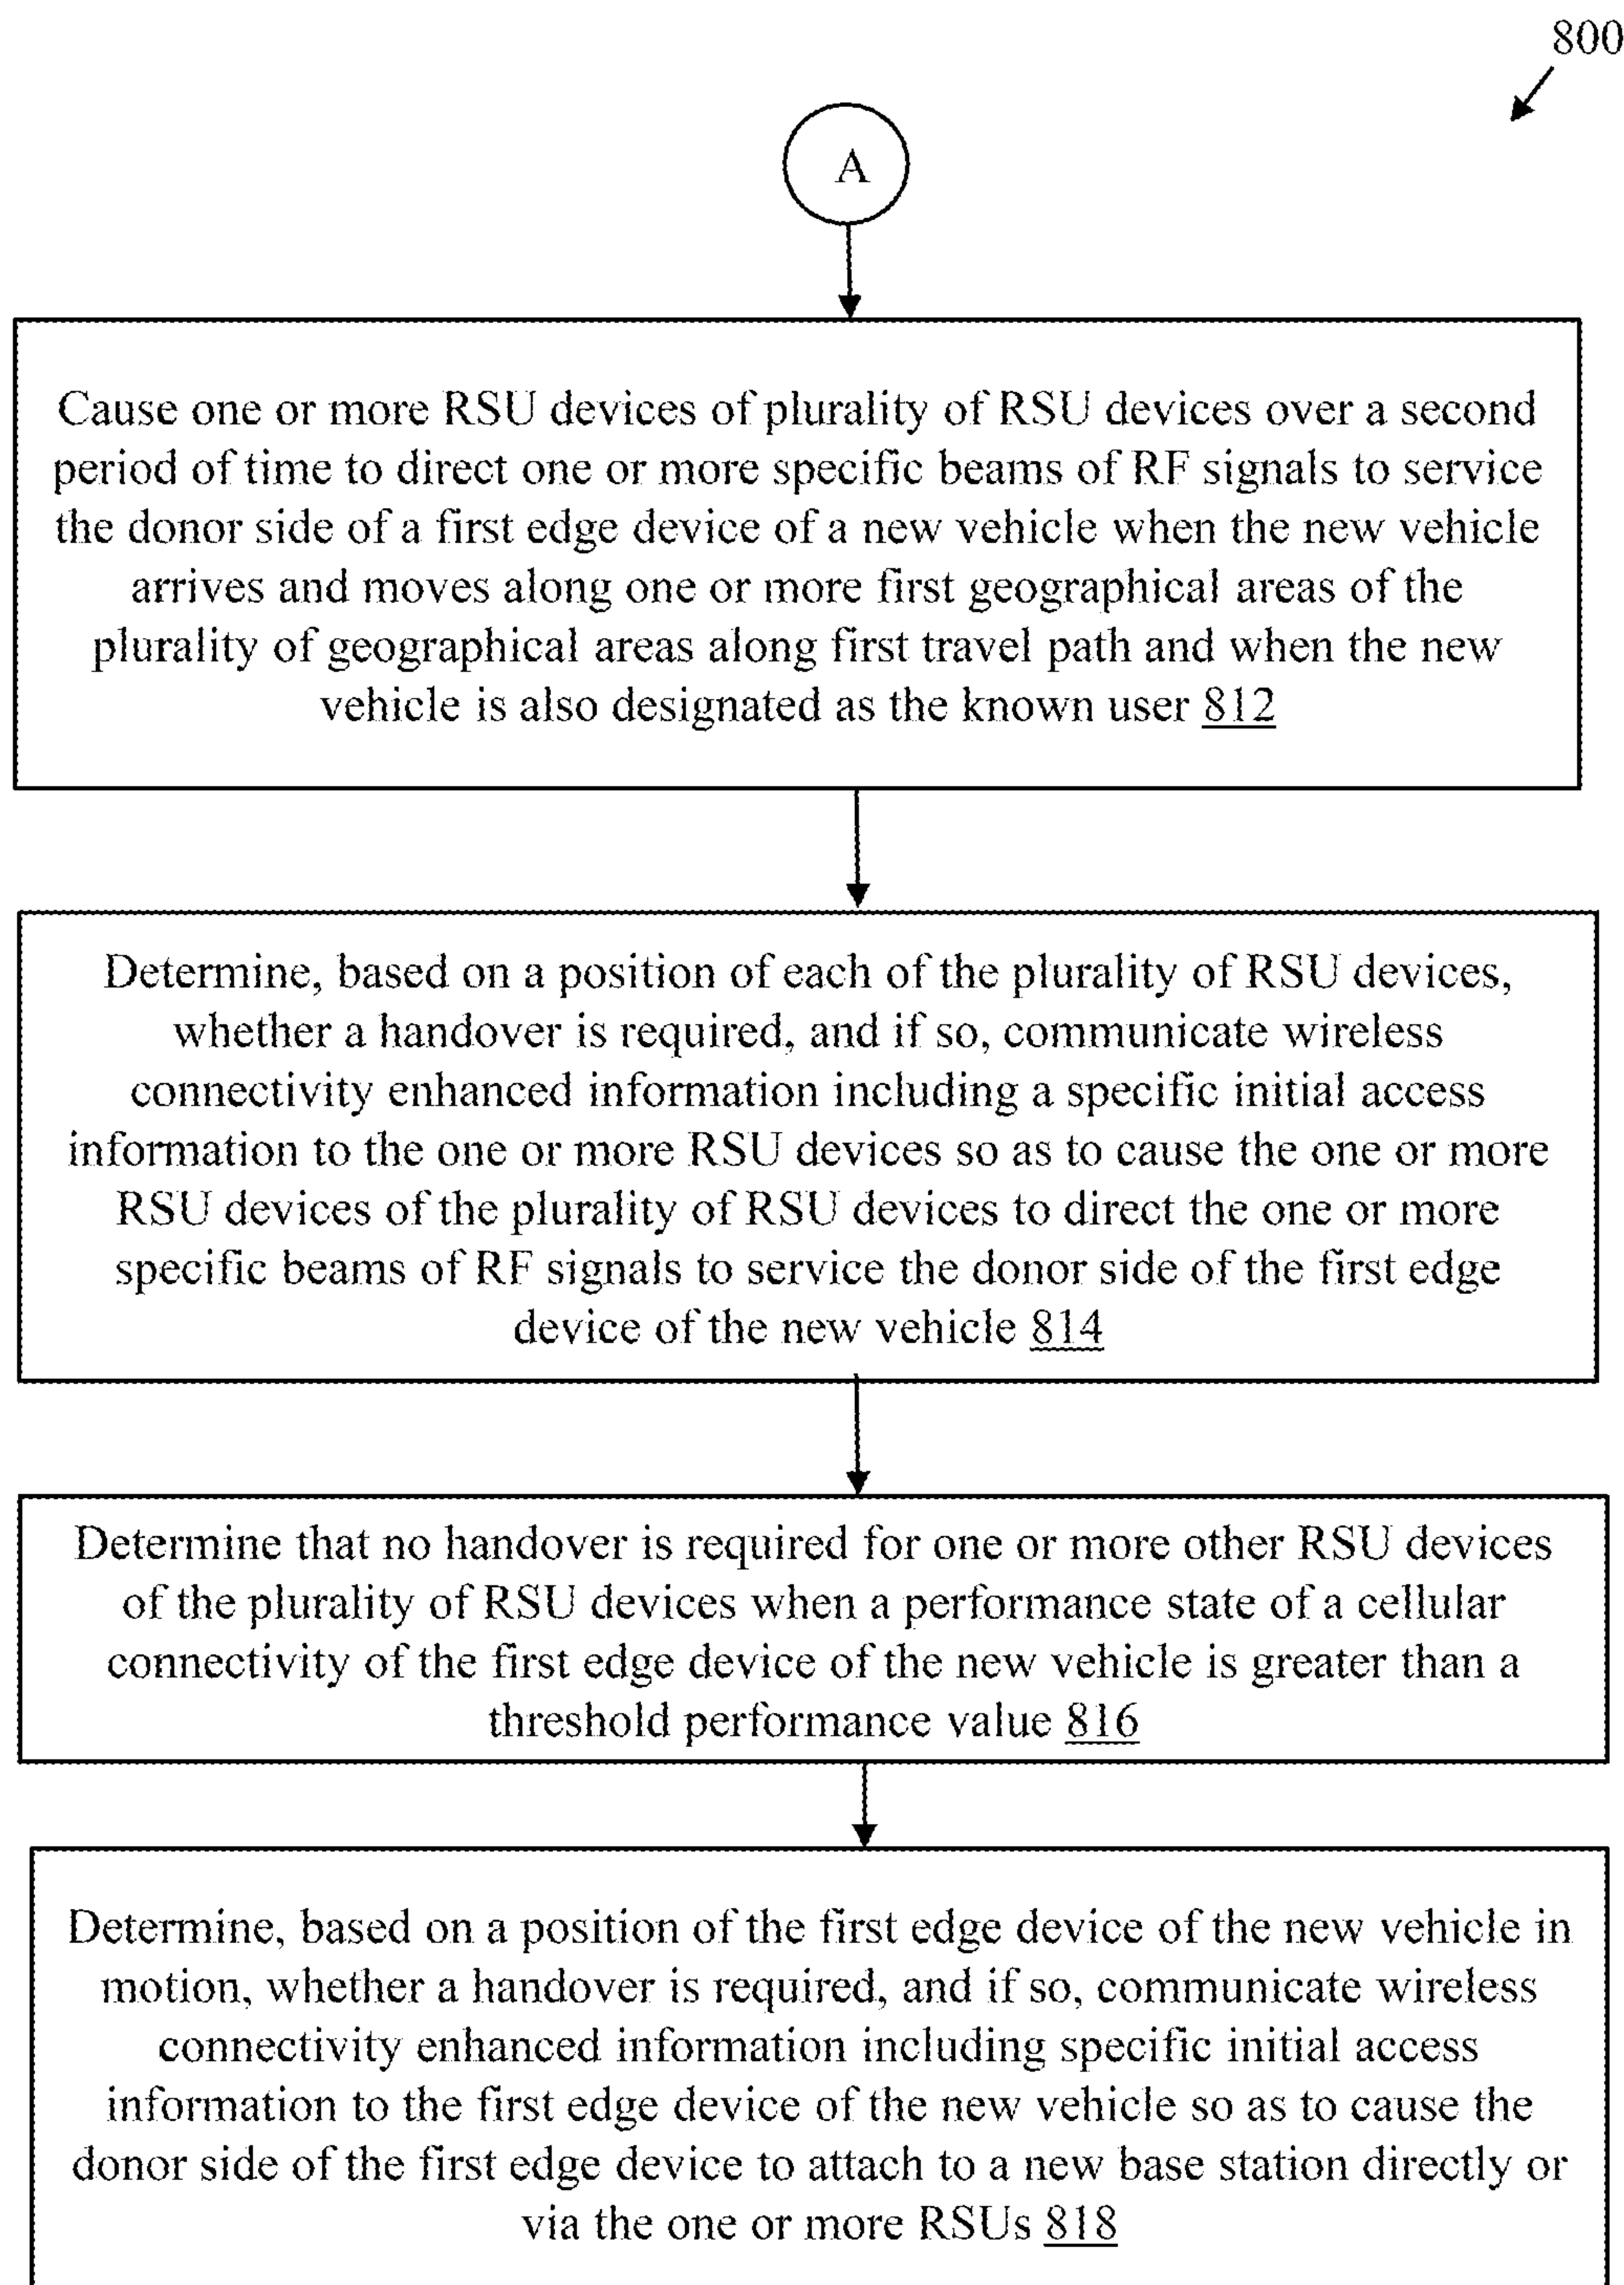 800
A
Cause one or more RSU devices of plurality of RSU devices over a second
period of time to direct one or more specific beams of RF signals to service
the donor side of a first edge device of a new vehicle when the new vehicle
arrives and moves along one or more first geographical areas of the
plurality of geographical areas along first travel path and when the new
vehicle is also designated as the known user 812
Determine, based on a position of each of the plurality of RSU devices,
whether a handover is required, and if so, communicate wireless
connectivity enhanced information including a specific initial access
information to the one or more RSU devices so as to cause the one or more
RSU devices of the plurality of RSU devices to direct the one or more
specific beams of RF signals to service the donor side of the first edge
device of the new vehicle 814
Determine that no handover is required for one or more other RSU devices
of the plurality of RSU devices when a performance state of a cellular
connectivity of the first edge device of the new vehicle is greater than a
threshold performance value 816
Determine, based on a position of the first edge device of the new vehicle in
motion, whether a handover is required, and if so, communicate wireless
connectivity enhanced information including specific initial access
information to the first edge device of the new vehicle so as to cause the
donor side of the first edge device to attach to a new base station directly or
via the one or more RSUs 818